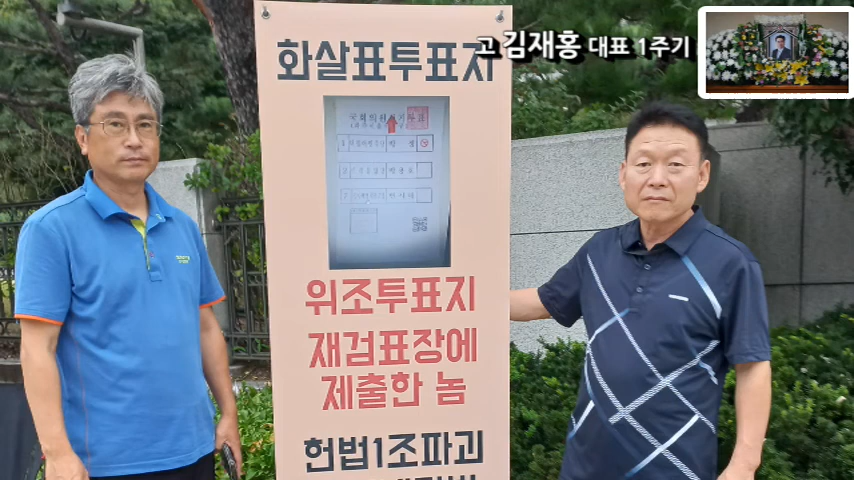 고 김재홍 대표 1주기
화살표투표지
위조투표지
재검표장에
제출한 놈
헌법1조파괴